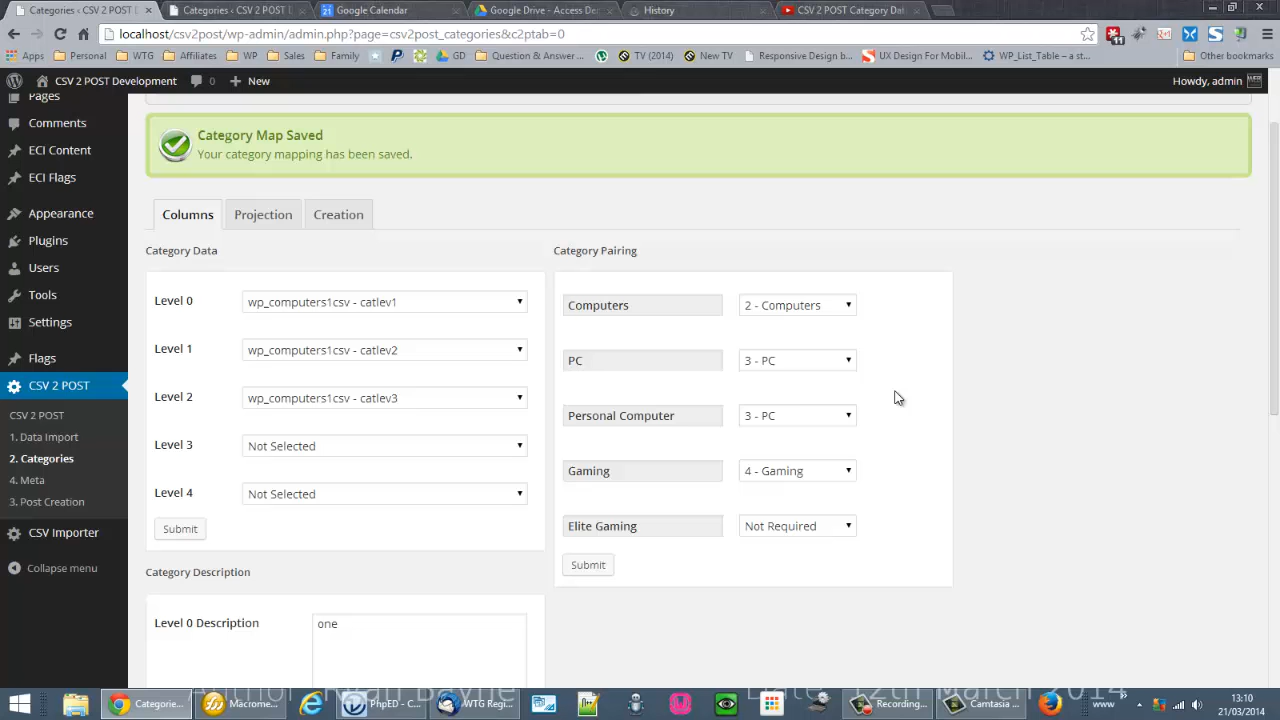 Categories ‹ CSV 2 POST
Categories ‹ CSV 2 POST
Google Calendar
Google Drive - Access De
History
CSV 2 POST Category Dat
localhost/csv2post/wp-admin/admin.php?page=csv2post_categories&c2ptab=0
11
Apps
Personal
WTG
Affiliates
WP
Sales
Family
GD
Question & Answer ...
TV (2014)
New TV
Responsive Design b...
UX Design For Mobil...
WP_List_Table – a st...
Other bookmarks
CSV 2 POST Development
0
New
Howdy, admin
Pages
Comments
ECI Content
ECI Flags
Appearance
Plugins
Users
Tools
Settings
Flags
CSV 2 POST
CSV 2 POST
1. Data Import
2. Categories
4. Meta
3. Post Creation
CSV Importer
Collapse menu
Category Map Saved
Your category mapping has been saved.
Columns
Projection
Creation
Category Data
Level 0
wp_computers1csv - catlev1
Level 1
wp_computers1csv - catlev2
Level 2
wp_computers1csv - catlev3
Level 3
Not Selected
Level 4
Not Selected
Submit
Category Description
Level 0 Description
one
Category Pairing
Computers
2 - Computers
PC
3 - PC
Personal Computer
3 - PC
Gaming
4 - Gaming
Elite Gaming
Not Required
Submit
Categorie...
Macrome...
PhpED - C...
WTG Regi...
Recording...
Camtasia ...
www
13:10
21/03/2014